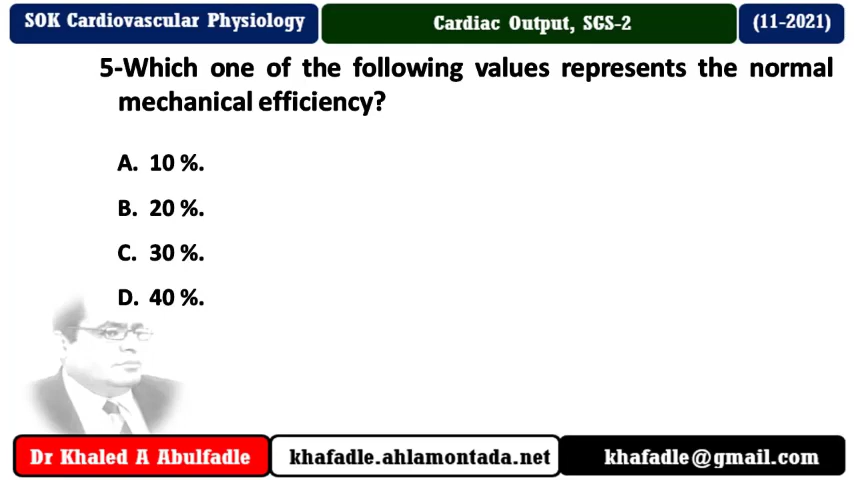 SOK Cardiovascular Physiology
Cardiac Output, SGS-2
(11-2021)
5-Which one of the following values represents the normal
mechanical efficiency?
A. 10 %.
B. 20 %.
C. 30 %.
D. 40 %.
Dr Khaled A Abulfadle
khafadle.ahlamontada.net
khafadle@gmail.com